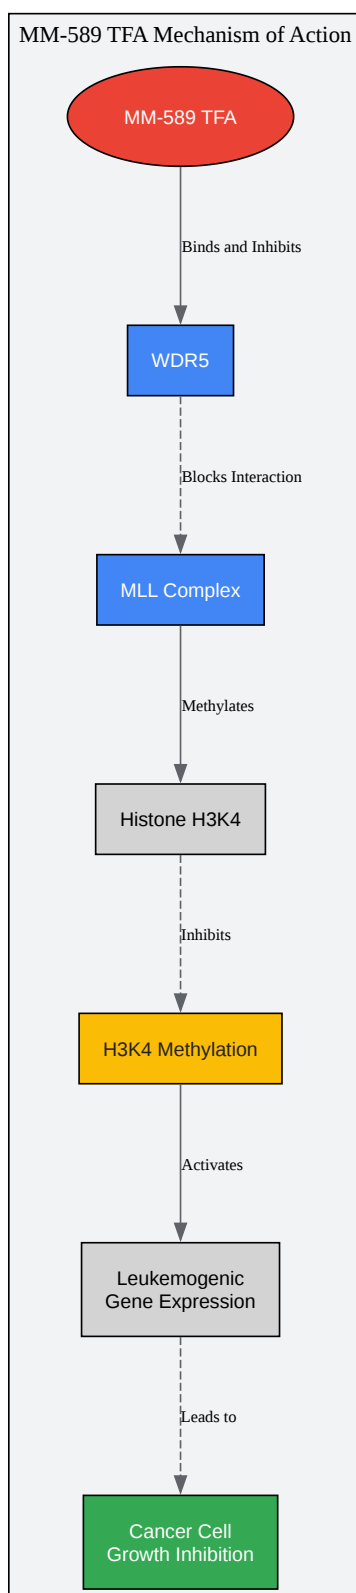 MM-589 TFA Mechanism of Action
MM-589 TFA
Binds and Inhibits
WDR5
Blocks Interaction
MLL Complex
Methylates
Histone H3K4
Inhibits
H3K4 Methylation
Activates
Leukemogenic
Gene Expression
Leads to
Cancer Cell
Growth Inhibition